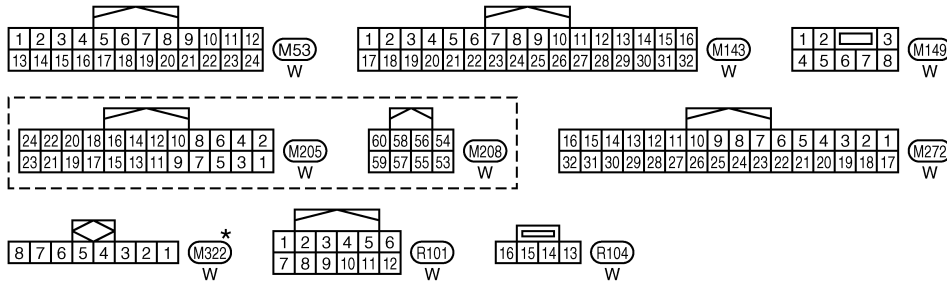 1 2 3 4 5 6 7 8 9 10 11 12
13 14 15 16 17 18 19 20 21 22 23 24
M53
W
1 2 3 4 5 6 7 8 9 10 11 12 13 14 15 16
17 18 19 20 21 22 23 24 25 26 27 28 29 30 31 32
M143
W
1 2 3
4 5 6 7 8
M149
W
24 22 20 18 16 14 12 10 8 6 4 2
23 21 19 17 15 13 11 9 7 5 3 1
M205
W
60 58 56 54
59 57 55 53
M208
W
16 15 14 13 12 11 10 9 8 7 6 5 4 3 2 1
32 31 30 29 28 27 26 25 24 23 22 21 20 19 18 17
M272
W
8 7 6 5 4 3 2 1
M322 *
W
1 2 3 4 5 6
7 8 9 10 11 12
R101
W
16 15 14 13
R104
W